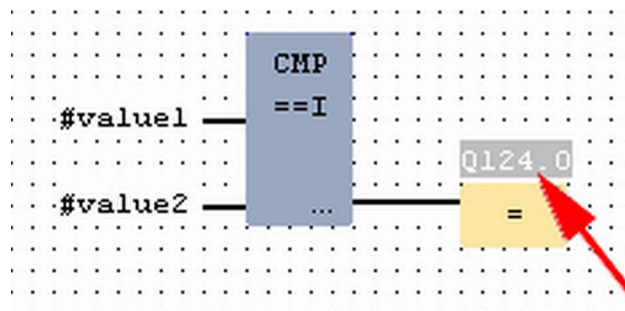 CMP
==I
#value1
Q124.0
#value2
...
=